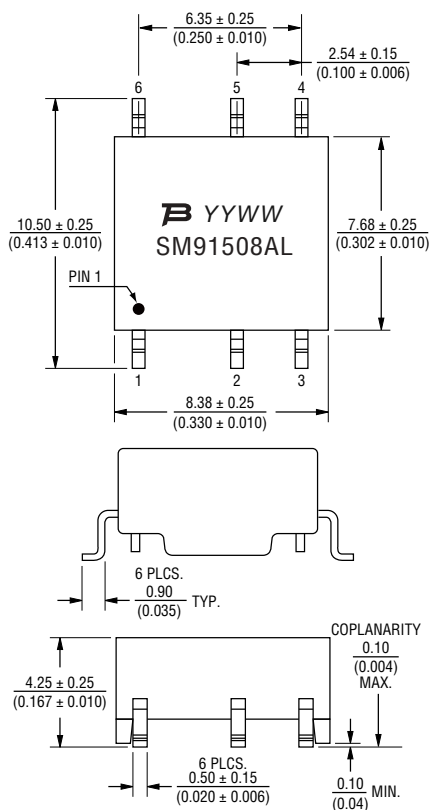 6.35 ± 0.25
(0.250 ± 0.010)
2.54 ± 0.15
(0.100 ± 0.006)
6 5 4
10.50 ± 0.25
(0.413 ± 0.010)
YYWW
SM91508AL
7.68 ± 0.25
(0.302 ± 0.010)
PIN 1
1 2 3
8.38 ± 0.25
(0.330 ± 0.010)
6 PLCS.
0.90
(0.035)
TYP.
COPLANARITY
0.10
(0.004)
MAX.
4.25 ± 0.25
(0.167 ± 0.010)
6 PLCS.
0.50 ± 0.15
(0.020 ± 0.006)
0.10
(0.04)
MIN.